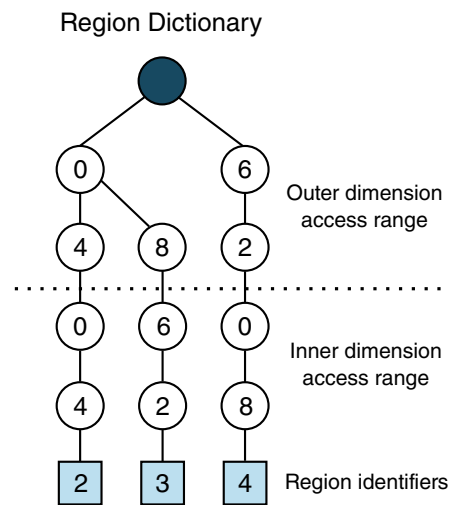 Region Dictionary
0 6
Outer dimension
access range
4 8 2
0 6 0
Inner dimension
access range
4 2 8
2 3 4 Region identifiers